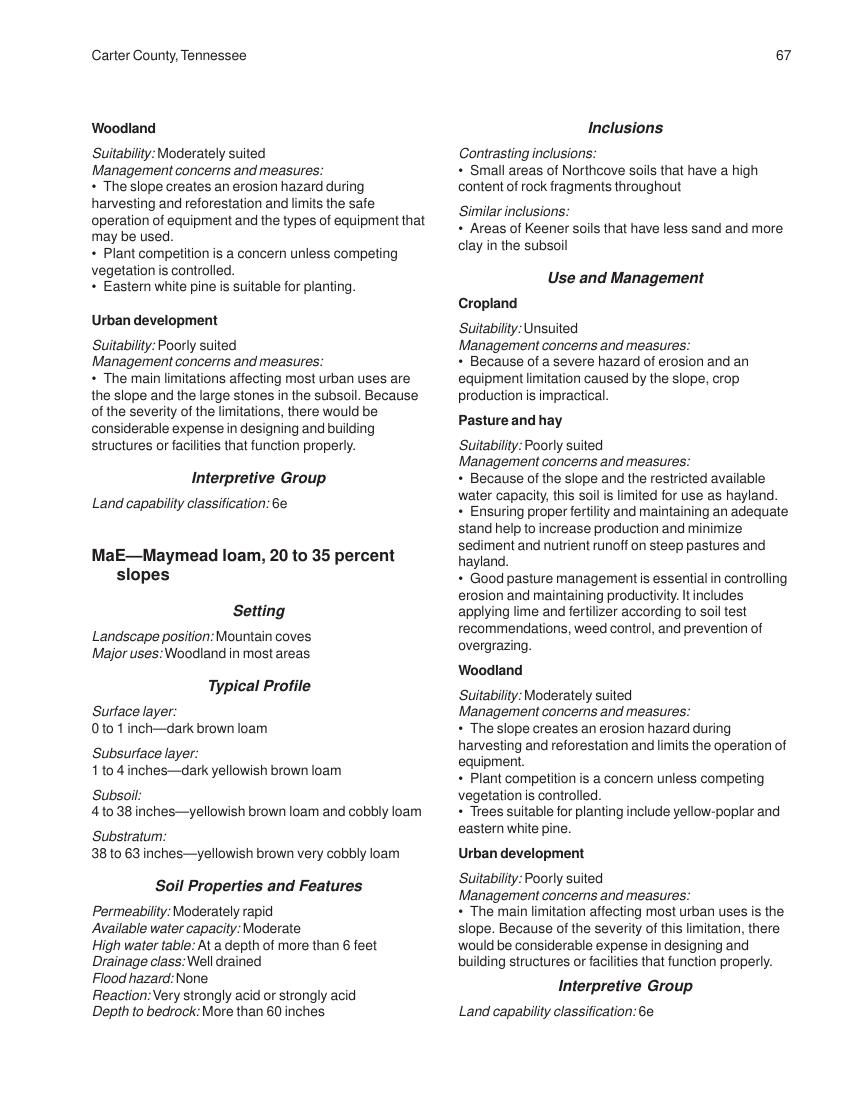 Carter County, Tennessee
67
Woodland
Suitability: Moderately suited
Management concerns and measures:
• The slope creates an erosion hazard during
harvesting and reforestation and limits the safe
operation of equipment and the types of equipment that
may be used.
• Plant competition is a concern unless competing
vegetation is controlled.
• Eastern white pine is suitable for planting.
Urban development
Suitability: Poorly suited
Management concerns and measures:
• The main limitations affecting most urban uses are
the slope and the large stones in the subsoil. Because
of the severity of the limitations, there would be
considerable expense in designing and building
structures or facilities that function properly.
Interpretive Group
Land capability classification: 6e
MaE—Maymead loam, 20 to 35 percent
slopes
Setting
Landscape position: Mountain coves
Major uses: Woodland in most areas
Typical Profile
Surface layer:
0 to 1 inch—dark brown loam
Subsurface layer:
1 to 4 inches—dark yellowish brown loam
Subsoil:
4 to 38 inches—yellowish brown loam and cobbly loam
Substratum:
38 to 63 inches—yellowish brown very cobbly loam
Soil Properties and Features
Permeability: Moderately rapid
Available water capacity: Moderate
High water table: At a depth of more than 6 feet
Drainage class: Well drained
Flood hazard: None
Reaction: Very strongly acid or strongly acid
Depth to bedrock: More than 60 inches
Inclusions
Contrasting inclusions:
• Small areas of Northcove soils that have a high
content of rock fragments throughout
Similar inclusions:
• Areas of Keener soils that have less sand and more
clay in the subsoil
Use and Management
Cropland
Suitability: Unsuited
Management concerns and measures:
• Because of a severe hazard of erosion and an
equipment limitation caused by the slope, crop
production is impractical.
Pasture and hay
Suitability: Poorly suited
Management concerns and measures:
• Because of the slope and the restricted available
water capacity, this soil is limited for use as hayland.
• Ensuring proper fertility and maintaining an adequate
stand help to increase production and minimize
sediment and nutrient runoff on steep pastures and
hayland.
• Good pasture management is essential in controlling
erosion and maintaining productivity. It includes
applying lime and fertilizer according to soil test
recommendations, weed control, and prevention of
overgrazing.
Woodland
Suitability: Moderately suited
Management concerns and measures:
• The slope creates an erosion hazard during
harvesting and reforestation and limits the operation of
equipment.
• Plant competition is a concern unless competing
vegetation is controlled.
• Trees suitable for planting include yellow-poplar and
eastern white pine.
Urban development
Suitability: Poorly suited
Management concerns and measures:
• The main limitation affecting most urban uses is the
slope. Because of the severity of this limitation, there
would be considerable expense in designing and
building structures or facilities that function properly.
Interpretive Group
Land capability classification: 6e